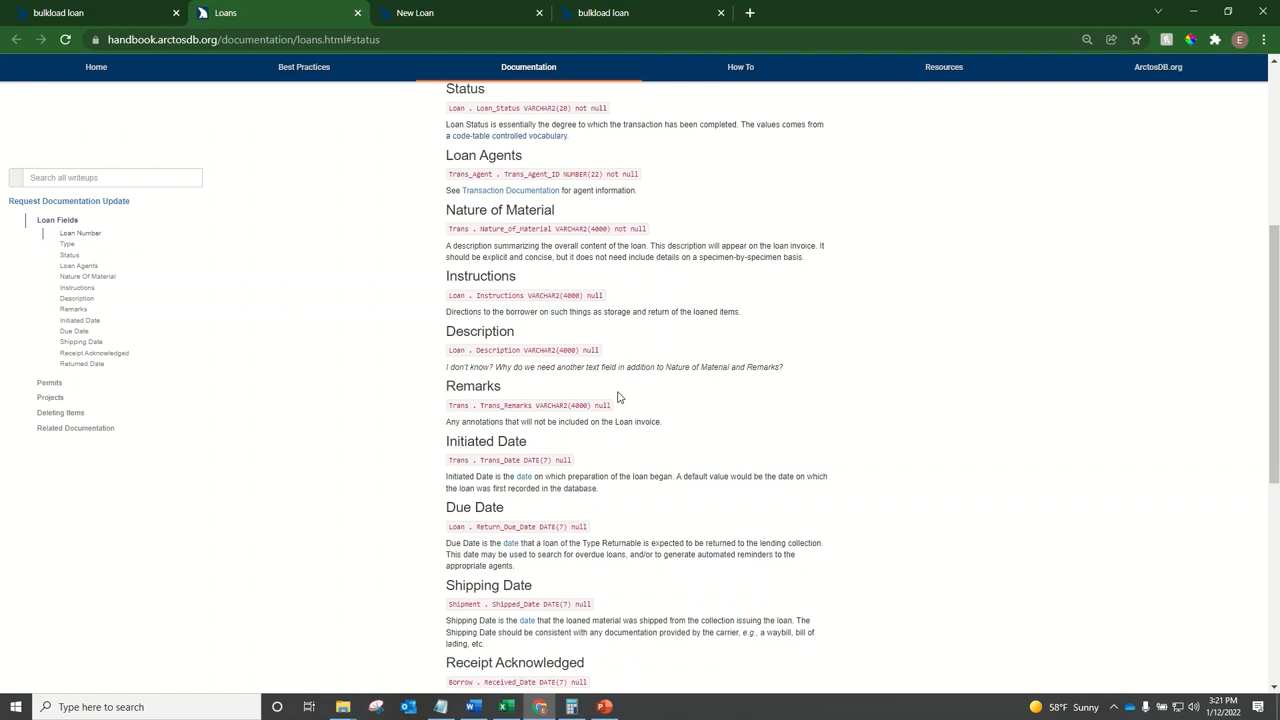 bulkload loan
Loans
New Loan
bulkload loan
handbook.arctosdb.org/documentation/loans.html#status
E
Home
Best Practices
Documentation
How To
Resources
ArctosDB.org
Search all writeups
Request Documentation Update
Loan Fields
Loan Number
Type
Status
Loan Agents
Nature Of Material
Instructions
Description
Remarks
Initiated Date
Due Date
Shipping Date
Receipt Acknowledged
Returned Date
Permits
Projects
Deleting Items
Related Documentation
Status
Loan . Loan_Status VARCHAR2(20) not null
Loan Status is essentially the degree to which the transaction has been completed. The values comes from
a code-table controlled vocabulary.
Loan Agents
Trans_Agent . Trans_Agent_ID NUMBER(22) not null
See Transaction Documentation for agent information.
Nature of Material
Trans . Nature_of_Material VARCHAR2(4000) not null
A description summarizing the overall content of the loan. This description will appear on the loan invoice. It
should be explicit and concise, but it does not need include details on a specimen-by-specimen basis.
Instructions
Loan . Instructions VARCHAR2(4000) null
Directions to the borrower on such things as storage and return of the loaned items.
Description
Loan . Description VARCHAR2(4000) null
I don't know? Why do we need another text field in addition to Nature of Material and Remarks?
Remarks
Trans . Trans_Remarks VARCHAR2(4000) null
Any annotations that will not be included on the Loan invoice.
Initiated Date
Trans . Trans_Date DATE(7) null
Initiated Date is the date on which preparation of the loan began. A default value would be the date on which
the loan was first recorded in the database.
Due Date
Loan . Return_Due_Date DATE(7) null
Due Date is the date that a loan of the Type Returnable is expected to be returned to the lending collection.
This date may be used to search for overdue loans, and/or to generate automated reminders to the
appropriate agents.
Shipping Date
Shipment . Shipped_Date DATE(7) null
Shipping Date is the date that the loaned material was shipped from the collection issuing the loan. The
Shipping Date should be consistent with any documentation provided by the carrier, e.g., a waybill, bill of
lading, etc.
Receipt Acknowledged
Borrow . Received_Date DATE(7) null
Type here to search
58°F Sunny
3:21 PM
1/12/2022